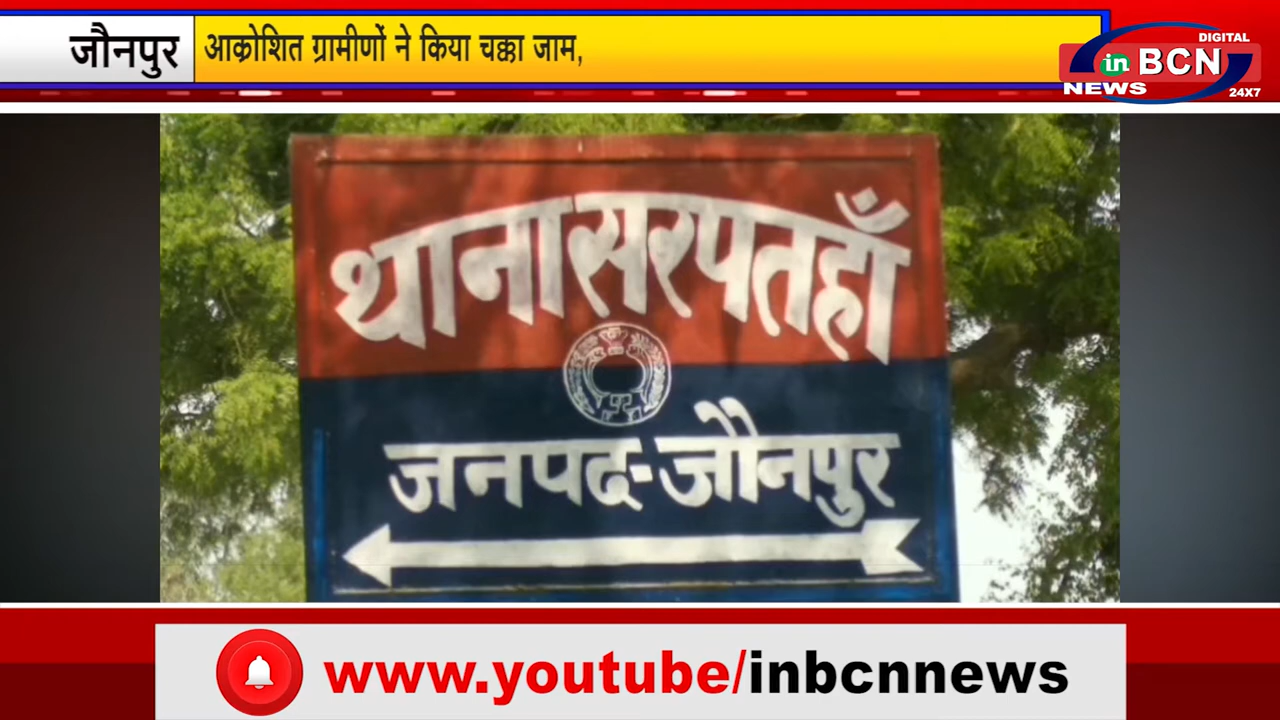 जौनपुर
आक्रोशित ग्रामीणों ने किया चक्का जाम,
DIGITAL
in BCN
NEWS
24X7
थाना सरपतहाँ
जनपद-जौनपुर
www.youtube/inbcnnews